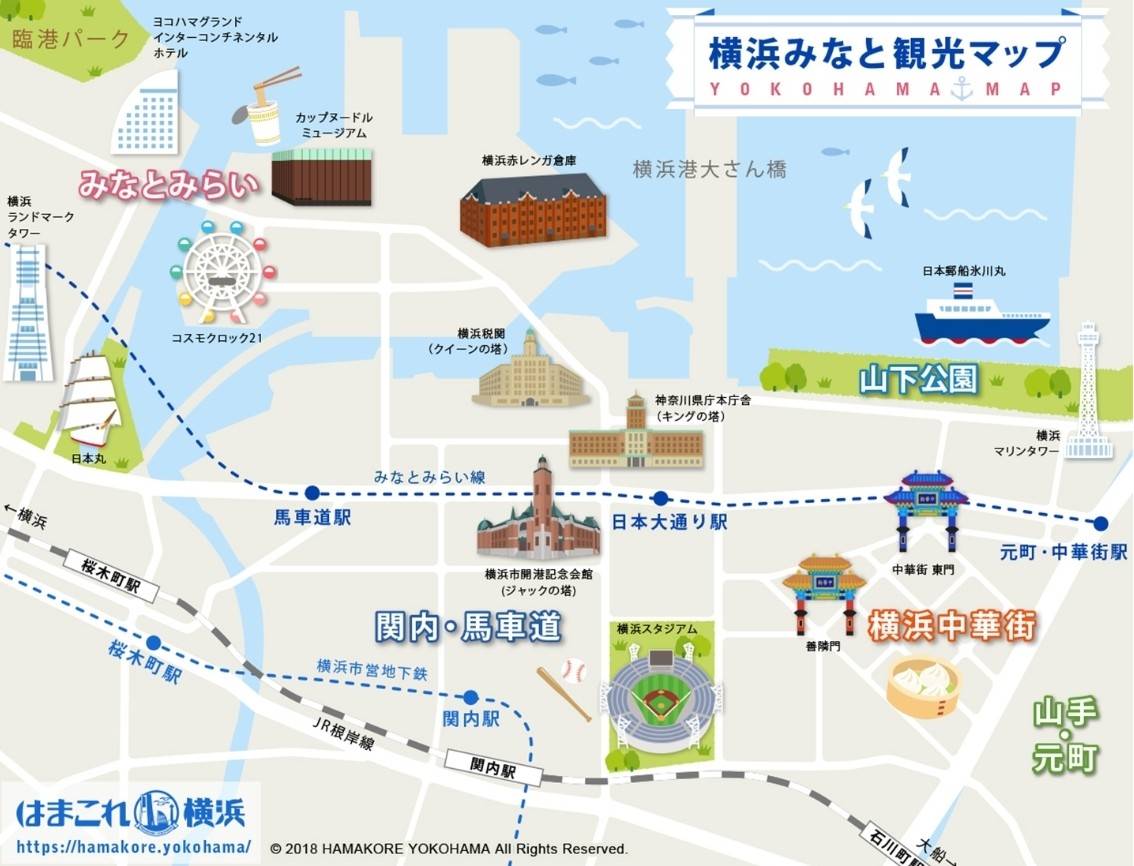 臨港パーク
ヨコハマグランド
インターコンチネンタル
ホテル
横浜みなと観光マップ
YOKOHAMA MAP
カップヌードル
ミュージアム
横浜赤レンガ倉庫
横浜港大さん橋
みなとみらい
横浜
ランドマーク
タワー
コスモクロック21
日本郵船氷川丸
横浜税関
(クイーンの塔)
山下公園
神奈川県庁本庁舎
(キングの塔)
横浜
マリンタワー
日本丸
みなとみらい線
馬車道駅
日本大通り駅
元町・中華街駅
←横浜
中華街 東門
桜木町駅
横浜市開港記念会館
(ジャックの塔)
関内・馬車道
横浜スタジアム
善隣門
横浜中華街
桜木町駅
横浜市営地下鉄
関内駅
JR根岸線
関内駅
山手
・
元町
石川町駅
大船→
はまこれ横浜
https://hamakore.yokohama/
© 2018 HAMAKORE YOKOHAMA All Rights Reserved.